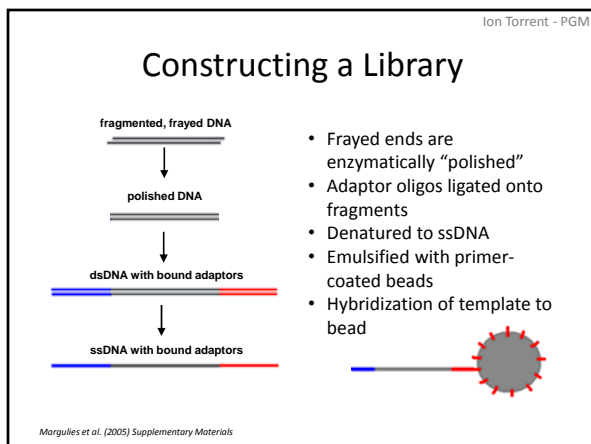 Ion Torrent - PGM
Constructing a Library
fragmented, frayed DNA
polished DNA
dsDNA with bound adaptors
ssDNA with bound adaptors
• Frayed ends are
enzymatically “polished”
• Adaptor oligos ligated onto
fragments
• Denatured to ssDNA
• Emulsified with primer-
coated beads
• Hybridization of template to
bead
Margulies et al. (2005) Supplementary Materials